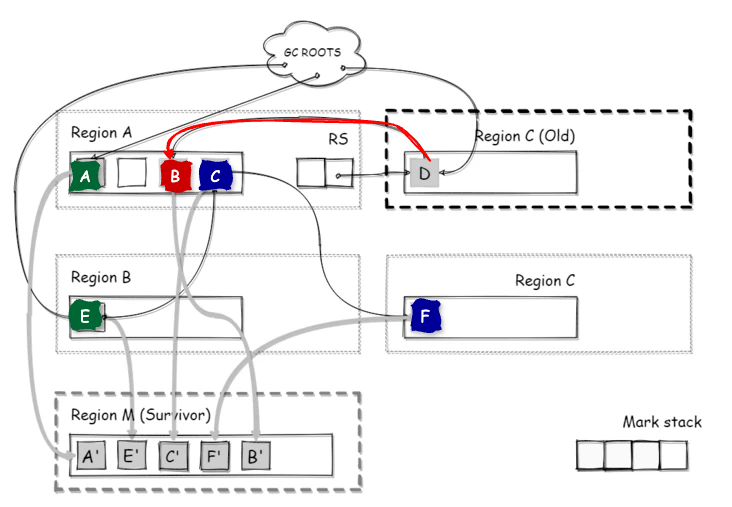 GC ROOTS
Region A
RS
Region C (Old)
A
B
C
D
Region B
Region C
E
F
Region M (Survivor)
Mark stack
A'
E'
C'
F'
B'